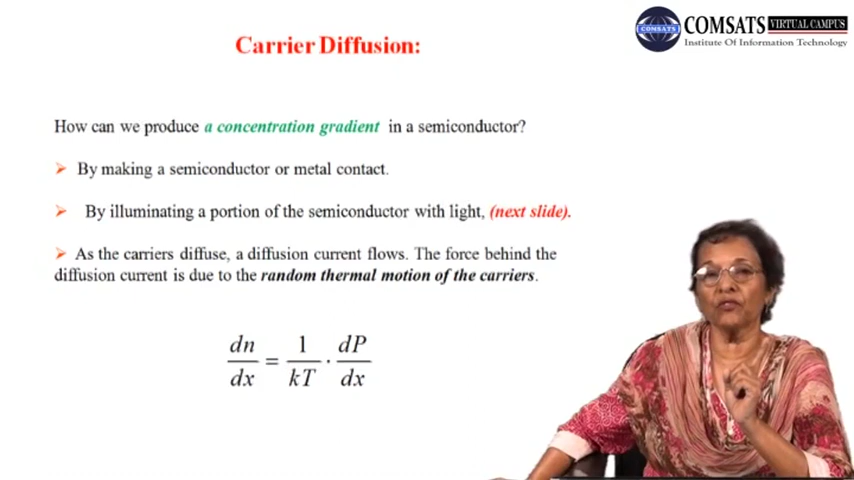 Carrier Diffusion:
COMSATS VIRTUAL CAMPUS
COMSATS
Institute Of Information Technology
How can we produce a concentration gradient in a semiconductor?
➢ By making a semiconductor or metal contact.
➢ By illuminating a portion of the semiconductor with light, (next slide).
➢ As the carriers diffuse, a diffusion current flows. The force behind the
diffusion current is due to the random thermal motion of the carriers.
dn/dx = 1/kT · dP/dx